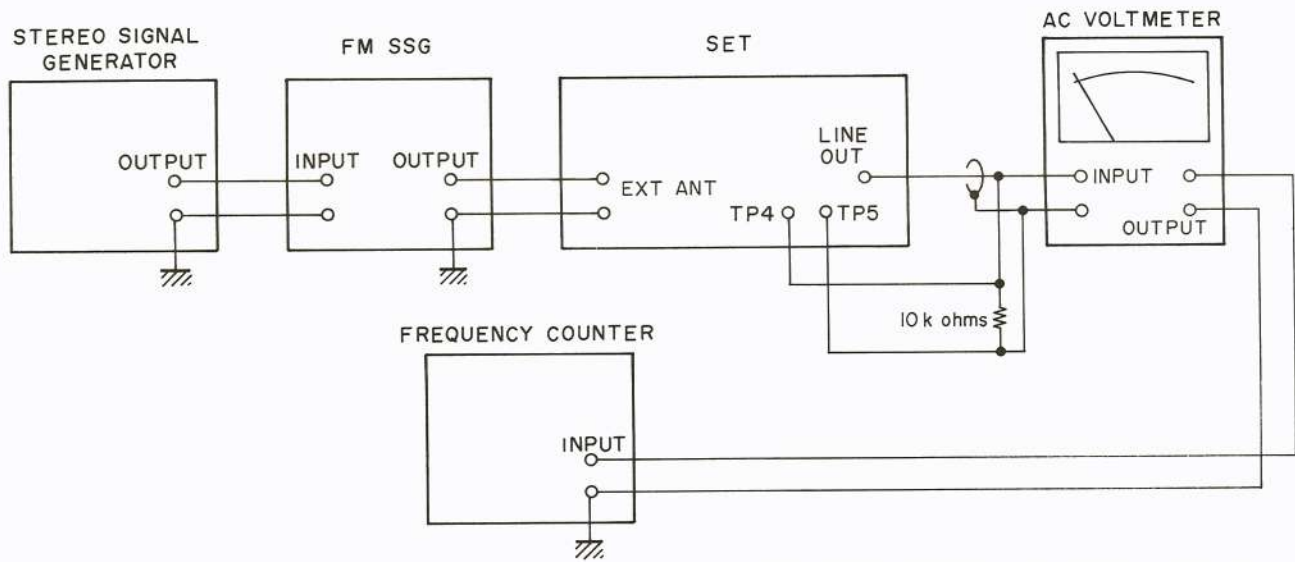 STEREO SIGNAL
GENERATOR
FM SSG
SET
AC VOLTMETER
OUTPUT
INPUT
OUTPUT
EXT ANT
LINE
OUT
TP4
TP5
INPUT
OUTPUT
10k ohms
FREQUENCY COUNTER
INPUT